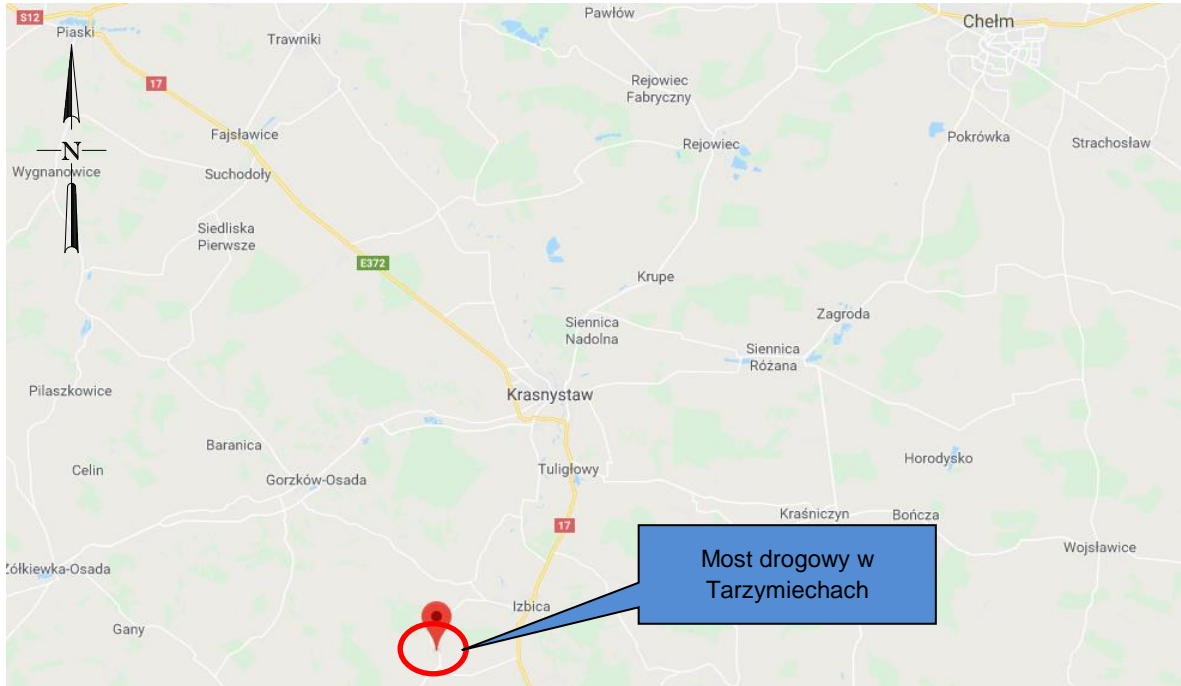 S12
Piaski
Pawłów
Chełm
Trawniki
17
Rejowiec
Fabryczny
Fajsławice
Rejowiec
Pokrówka
Strachosław
N
Wygnanowice
Suchodoły
Siedliska
Pierwsze
E372
Krupe
Zagroda
Siennica
Nadolna
Siennica
Różana
Pilaszkowice
Krasnystaw
Baranica
Horodysko
Celin
Gorzków-Osada
Tuligłowy
Kraśniczyn
Bończa
17
Wojsławice
Most drogowy w
Tarzymiechach
Żółkiewka-Osada
Izbica
Gany